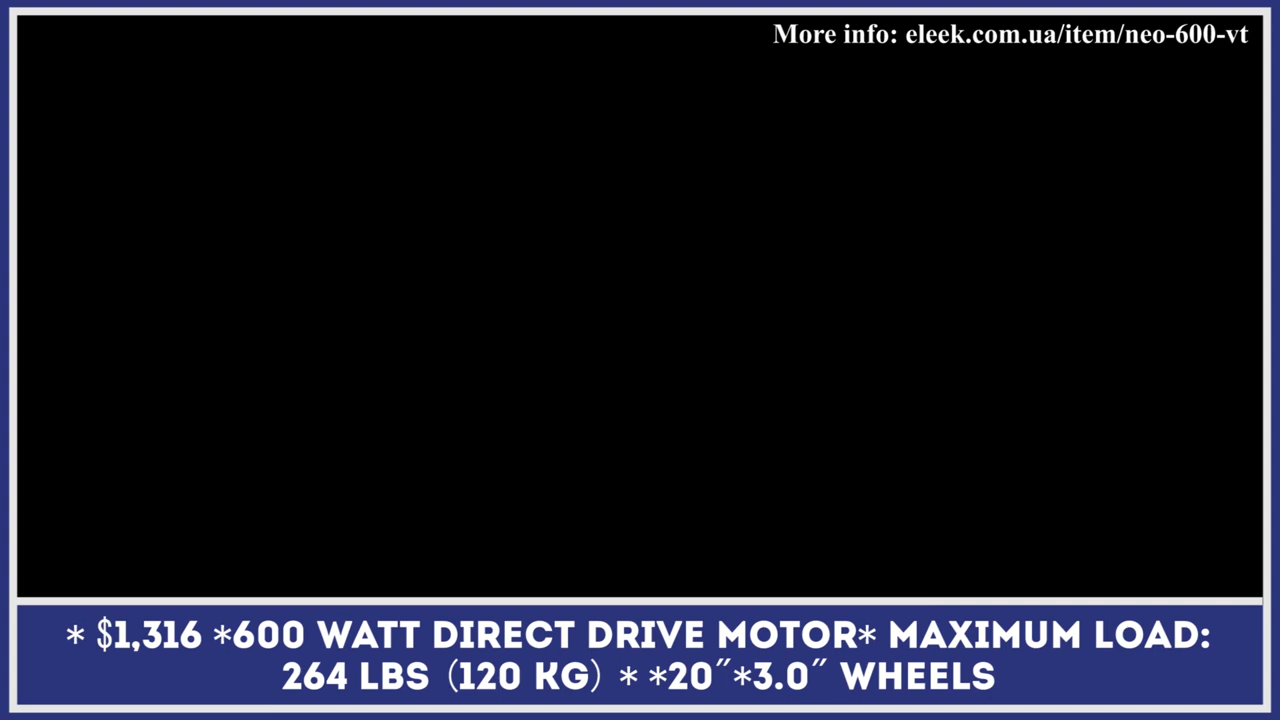 More info: eleek.com.ua/item/neo-600-vt
* $1,316 *600 WATT DIRECT DRIVE MOTOR* MAXIMUM LOAD:
264 LBS (120 KG) * *20″*3.0″ WHEELS